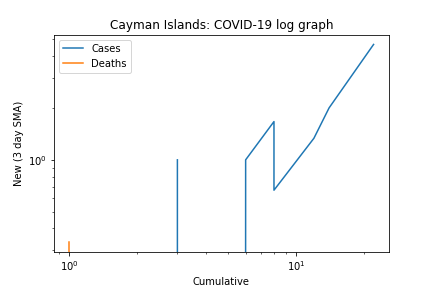 Cayman Islands: COVID-19 log graph
Cases
Deaths
New (3 day SMA)
10⁰
10⁰
10¹
Cumulative